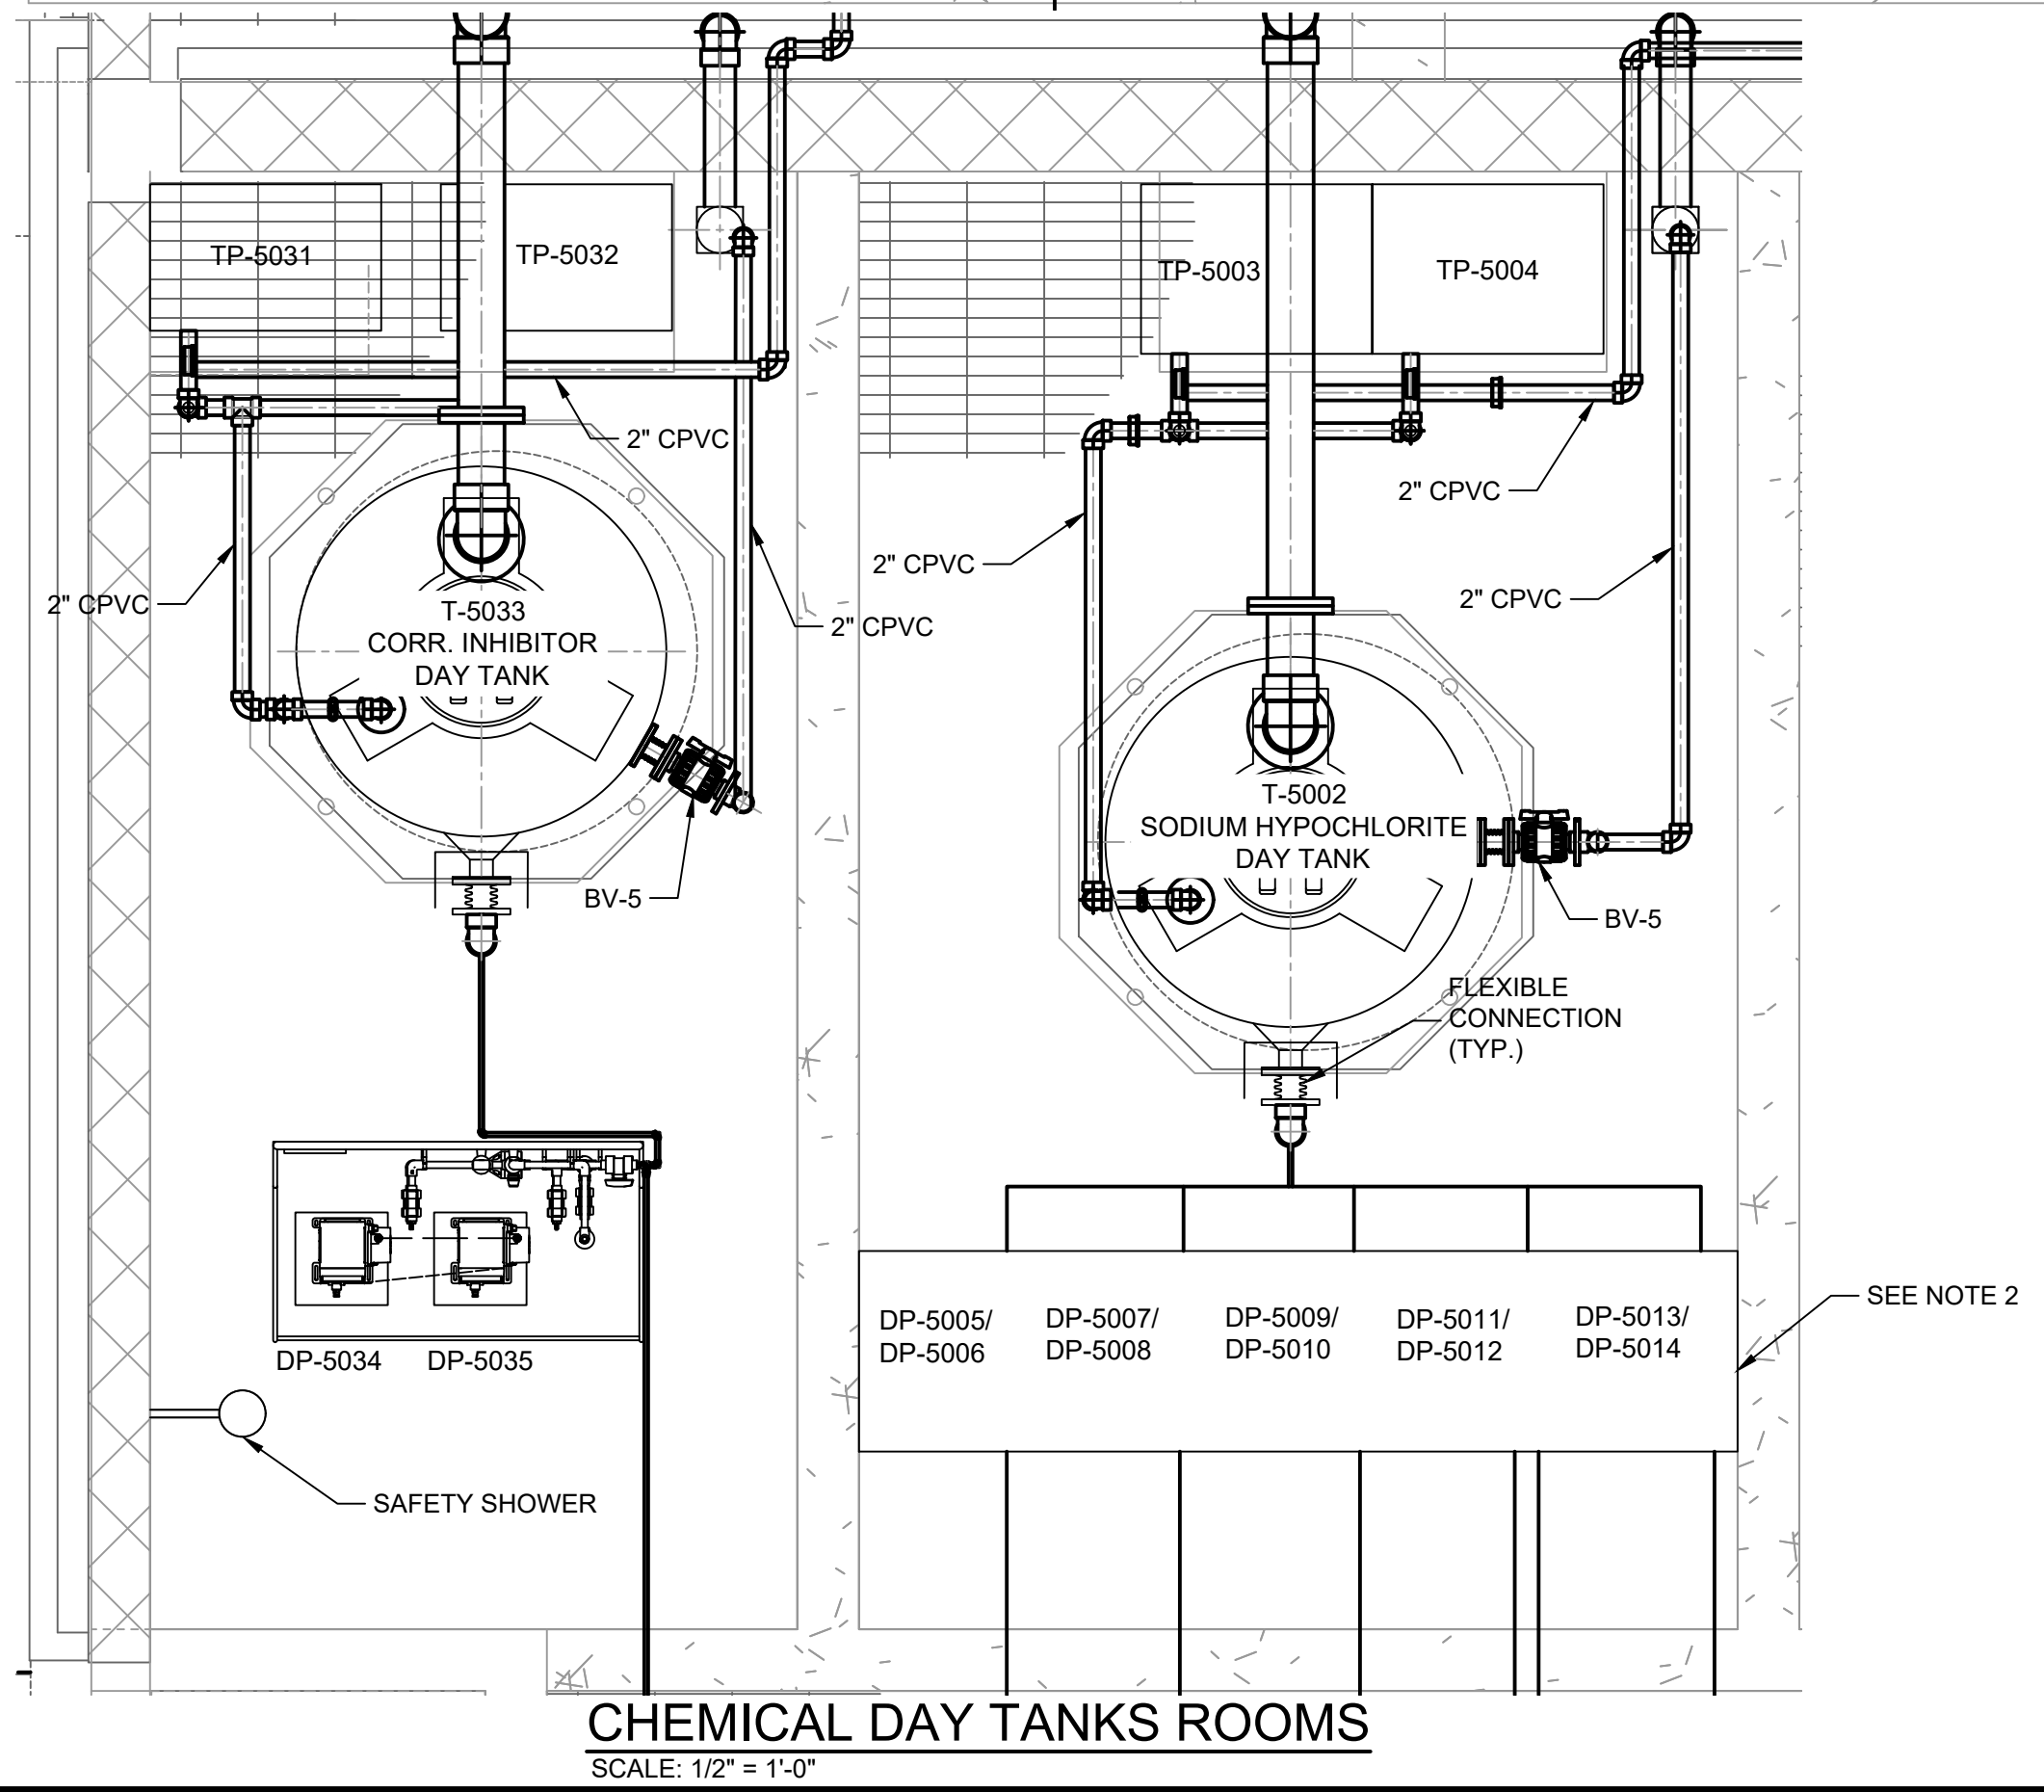 TP-5031
TP-5032
TP-5003
TP-5004
2" CPVC
2" CPVC
2" CPVC
2" CPVC
2" CPVC
2" CPVC
T-5033
CORR. INHIBITOR
DAY TANK
T-5002
SODIUM HYPOCHLORITE
DAY TANK
BV-5
BV-5
FLEXIBLE
CONNECTION
(TYP.)
SEE NOTE 2
DP-5005/
DP-5006
DP-5007/
DP-5008
DP-5009/
DP-5010
DP-5011/
DP-5012
DP-5013/
DP-5014
DP-5034
DP-5035
SAFETY SHOWER
CHEMICAL DAY TANKS ROOMS
SCALE: 1/2" = 1'-0"